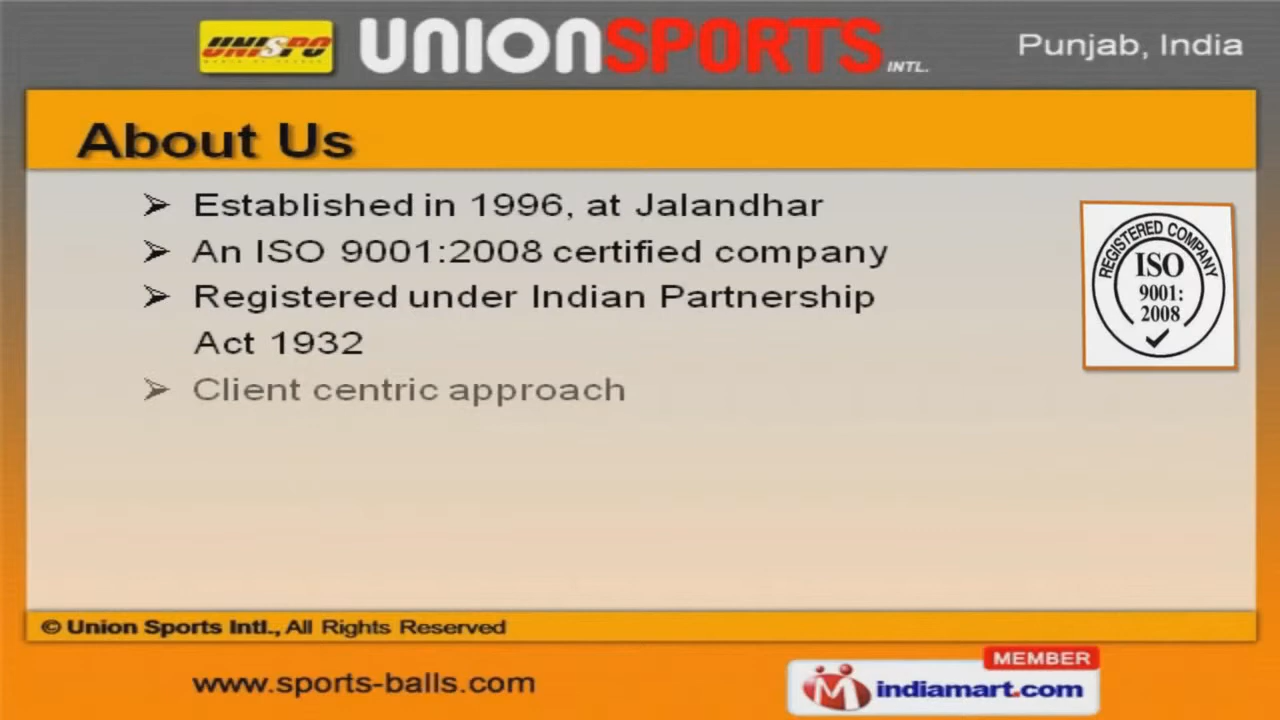 UNISPO
UNIONSPORTS INTL.
Punjab, India
About Us
Established in 1996, at Jalandhar
An ISO 9001:2008 certified company
Registered under Indian Partnership
Act 1932
Client centric approach
REGISTERED COMPANY
ISO
9001:
2008
© Union Sports Intl., All Rights Reserved
www.sports-balls.com
MEMBER
indiamart.com